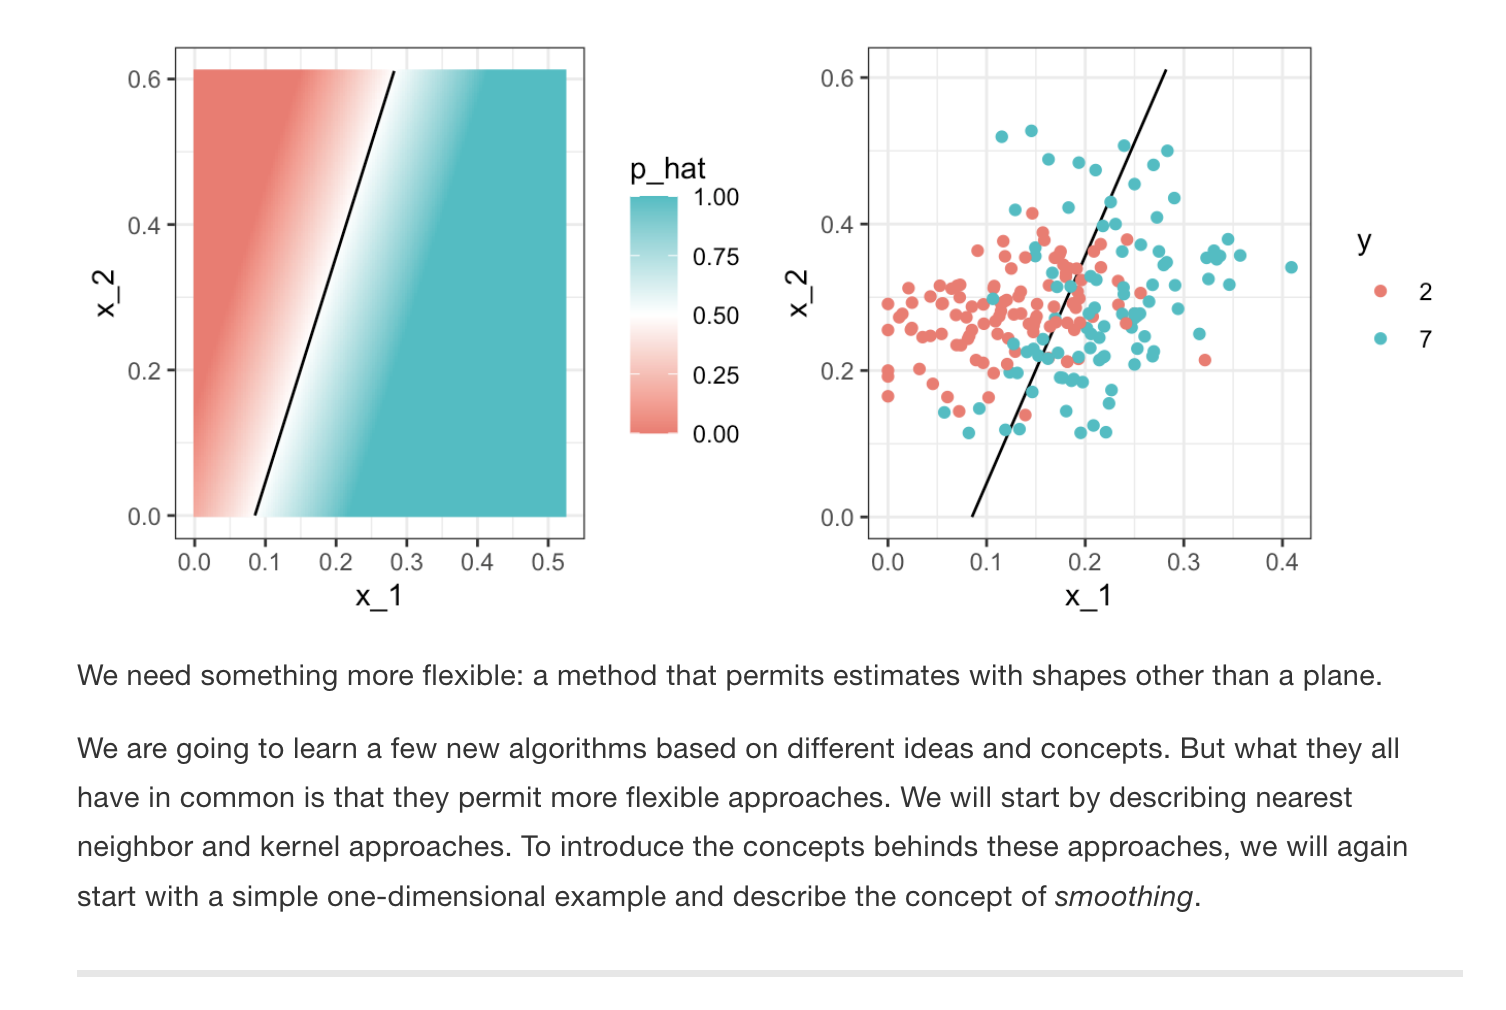 0.6
0.4
0.2
0.0
x_2
0.0 0.1 0.2 0.3 0.4 0.5
x_1
p_hat
1.00
0.75
0.50
0.25
0.00
0.6
0.4
0.2
0.0
x_2
0.0 0.1 0.2 0.3 0.4
x_1
y
2
7
We need something more flexible: a method that permits estimates with shapes other than a plane.
We are going to learn a few new algorithms based on different ideas and concepts. But what they all
have in common is that they permit more flexible approaches. We will start by describing nearest
neighbor and kernel approaches. To introduce the concepts behinds these approaches, we will again
start with a simple one-dimensional example and describe the concept of smoothing.